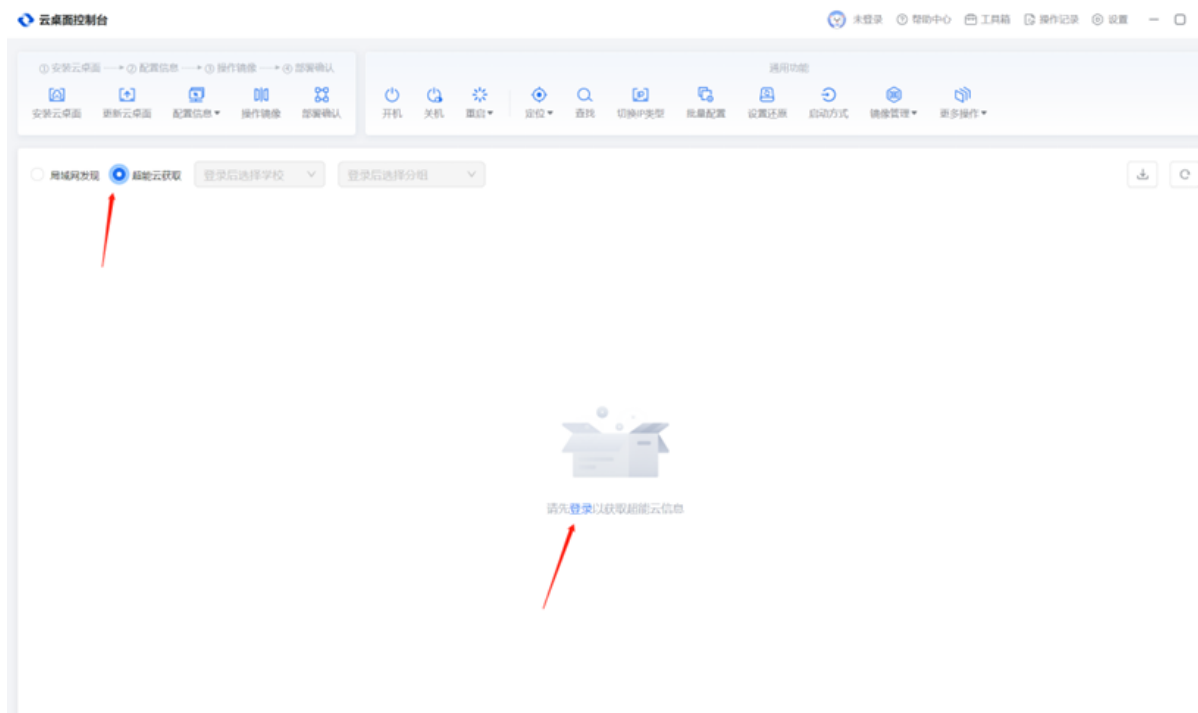 云桌面控制台
未登录 帮助中心 工具箱 操作记录 设置
① 安装云桌面 ② 配置信息 ③ 操作镜像 ④ 部署确认
通用功能
安装云桌面 更新云桌面 配置信息 操作镜像 部署确认 开机 关机 重启 定位 查找 切换IP类型 批量配置 设置还原 启动方式 镜像管理 更多操作
局域网发现 超能云获取 登录后选择学校 登录后选择分组
请先登录以获取超能云信息